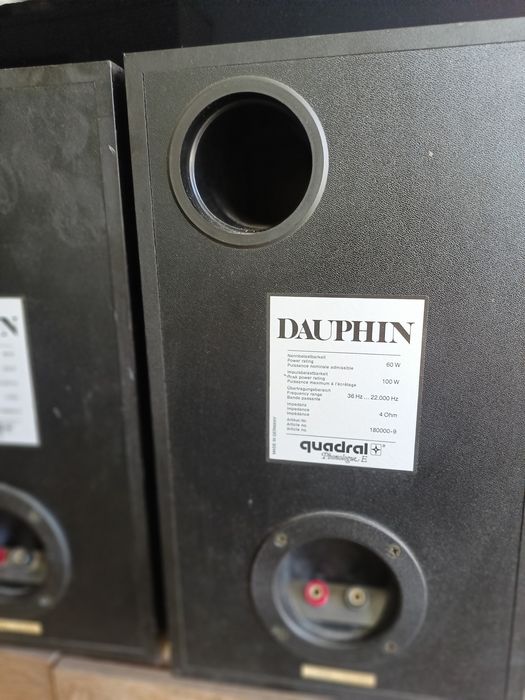 DAUPHIN
Nennbelastbarkeit
Power rating
Puissance nominale admissible
60 W
Impulsbelastbarkeit
Peak power rating
Puissance maximum à l'écrêtage
100 W
Übertragungsbereich
Frequency range
Bande passante
36 Hz ... 22.000 Hz
Impedanz
Impedance
Impédance
4 Ohm
Artikel-Nr.
Article no.
Article no.
180000-9
MADE IN GERMANY
quadral®
Phonologue E
N